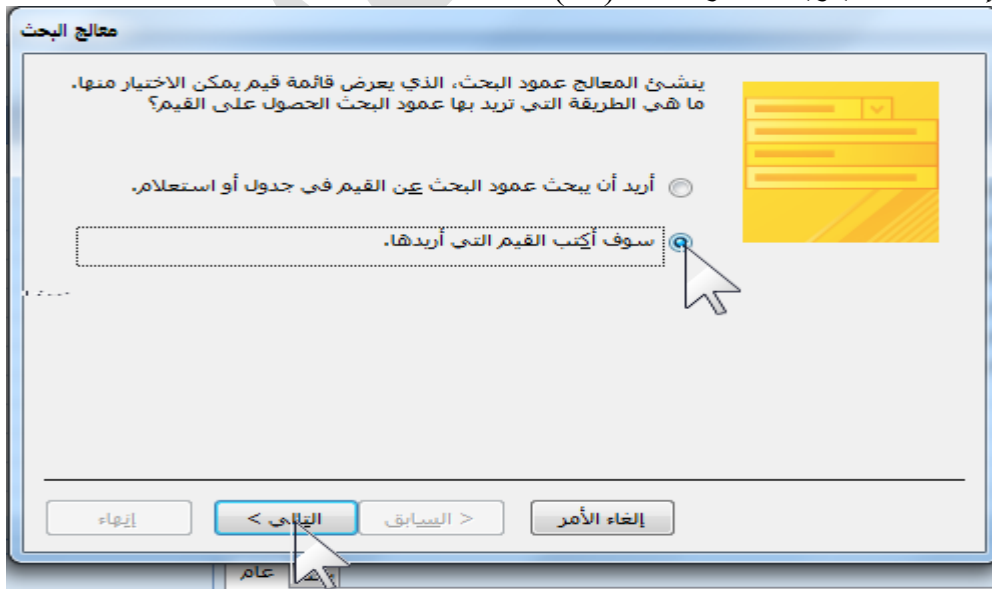 معالج البحث
ينشئ المعالج عمود البحث، الذي يعرض قائمة قيم يمكن الاختيار منها.
ما هي الطريقة التي تريد بها عمود البحث الحصول على القيم؟
أريد أن يبحث عمود البحث عن القيم في جدول أو استعلام.
سوف أكتب القيم التي أريدها.
إلغاء الأمر < السابق التالي > إنهاء
عام